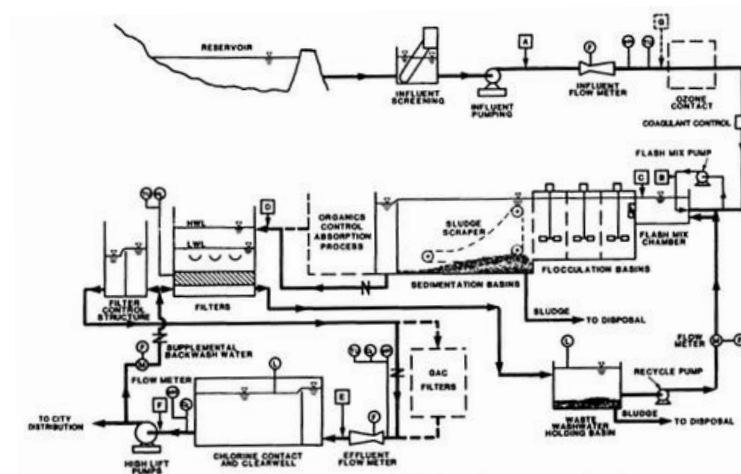 RESERVOIR
INFLUENT
SCREENING
A
INFLUENT
PUMPING
F
INFLUENT
FLOW METER
G
OZONE
CONTACT
COAGULANT CONTROL
FLASH MIX PUMP
B
C
FLASH MIX
CHAMBER
FLOCCULATION BASINS
SLUDGE
SCRAPER
SEDIMENTATION BASINS
ORGANICS
CONTROL
ABSORPTION
PROCESS
D
HWL
LWL
FILTERS
FILTER CONTROL
STRUCTURE
SLUDGE
TO DISPOSAL
FLOW
METER
M
F
SUPPLEMENTAL
BACKWASH WATER
F
M
FLOW METER
L
GAC
FILTERS
L
RECYCLE PUMP
WASTE
WASHWATER
HOLDING BASIN
SLUDGE
TO DISPOSAL
TO CITY
DISTRIBUTION
F
HIGH LIFT
PUMPS
CHLORINE CONTACT
AND CLEARWELL
E
F
EFFLUENT
FLOW METER